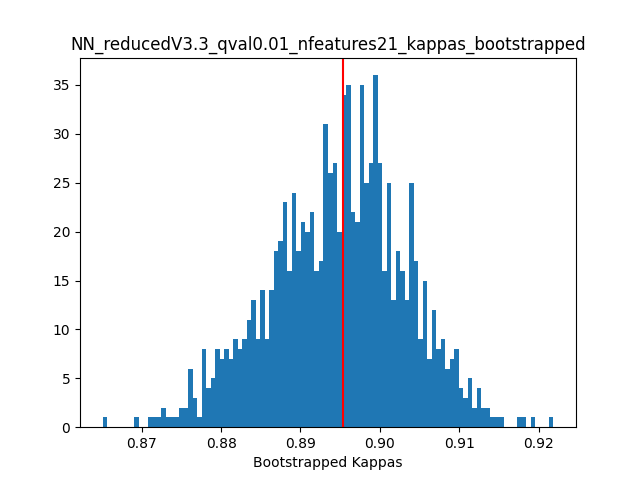 NN_reducedV3.3_qval0.01_nfeatures21_kappas_bootstrapped
35
30
25
20
15
10
5
0
0.87 0.88 0.89 0.90 0.91 0.92
Bootstrapped Kappas